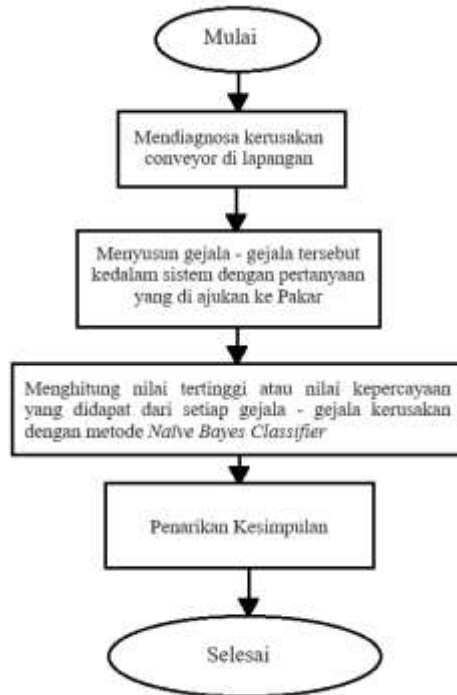 Mulai
Mendiagnosa kerusakan
conveyor di lapangan
Menyusun gejala - gejala tersebut
kedalam sistem dengan pertanyaan
yang di ajukan ke Pakar
Menghitung nilai tertinggi atau nilai kepercayaan
yang didapat dari setiap gejala - gejala kerusakan
dengan metode Naïve Bayes Classifier
Penarikan Kesimpulan
Selesai